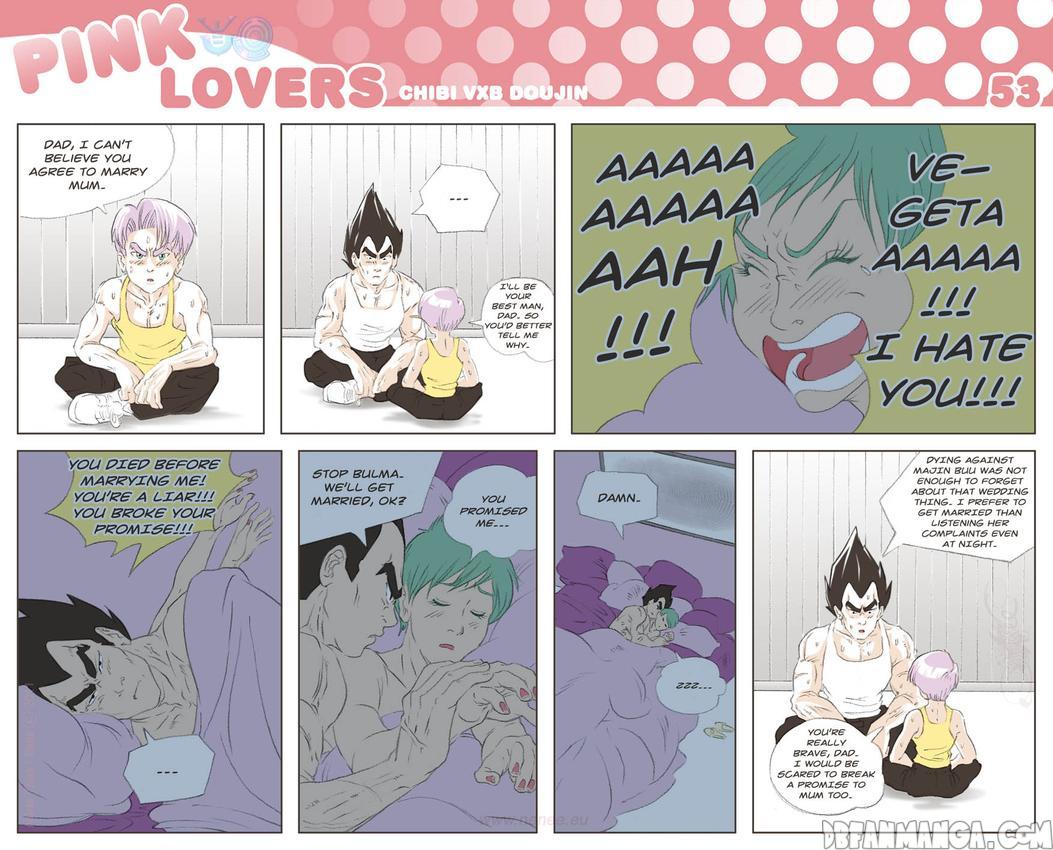 PINK
LOVERS
CHIBI VXB DOUJIN
53
DAD, I CAN'T
BELIEVE YOU
AGREE TO MARRY
MUM..
---
I'LL BE
YOUR
BEST MAN,
DAD.. SO
YOU'D BETTER
TELL ME
WHY..
AAAAA
AAAAA
AAH
!!!
VE-
GETA
AAAAA
!!!
I HATE
YOU!!!
YOU DIED BEFORE
MARRYING ME!
YOU'RE A LIAR!!!
YOU BROKE YOUR
PROMISE!!!
---
STOP BULMA..
WE'LL GET
MARRIED, OK?
YOU
PROMISED
ME...
DAMN..
ZZZ...
DYING AGAINST
MAJIN BUU WAS NOT
ENOUGH TO FORGET
ABOUT THAT WEDDING
THING. I PREFER TO
GET MARRIED THAN
LISTENING HER
COMPLAINTS EVEN
AT NIGHT..
YOU'RE
REALLY
BRAVE, DAD..
I WOULD BE
SCARED TO BREAK
A PROMISE TO
MUM TOO..
DBFANMANGA.COM